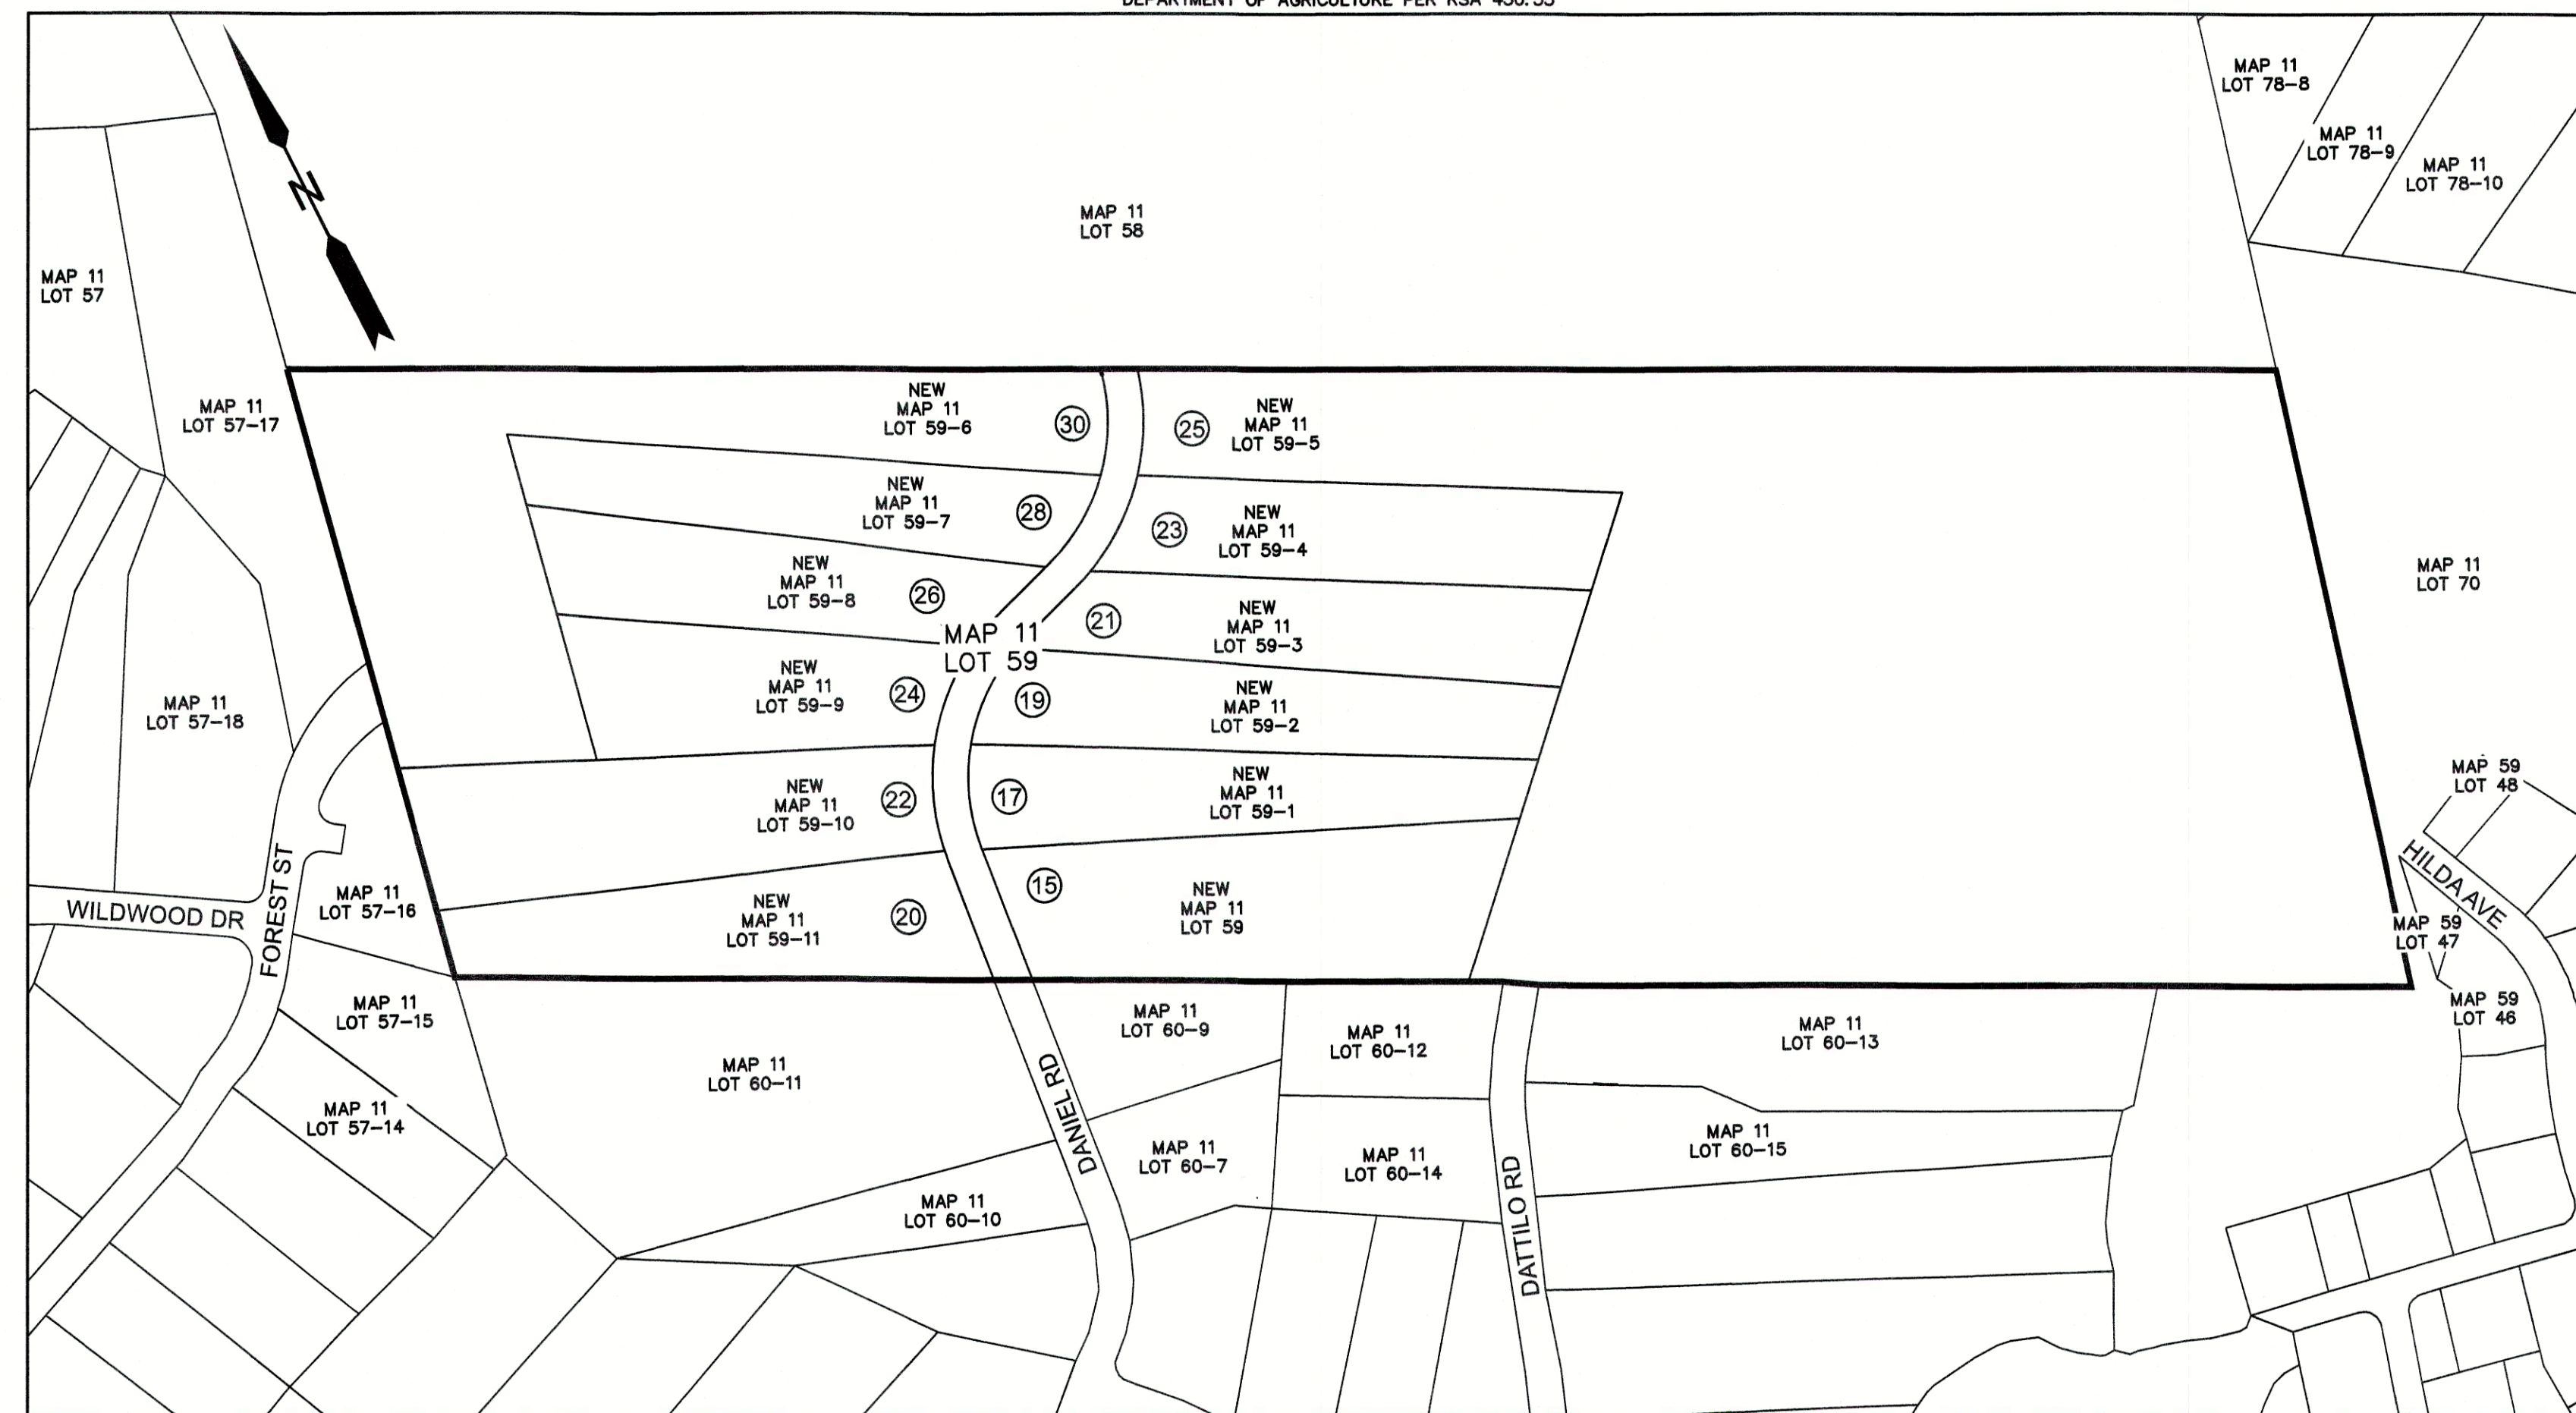 DEPARTMENT OF AGRICULTURE PER RSA 430:53
MAP 11
LOT 78-8
MAP 11
LOT 78-9
MAP 11
LOT 78-10
N
MAP 11
LOT 58
MAP 11
LOT 57
MAP 11
LOT 57-17
NEW
MAP 11
LOT 59-6
30
25
NEW
MAP 11
LOT 59-5
NEW
MAP 11
LOT 59-7
28
23
NEW
MAP 11
LOT 59-4
NEW
MAP 11
LOT 59-8
26
21
NEW
MAP 11
LOT 59-3
MAP 11
LOT 59
MAP 11
LOT 70
NEW
MAP 11
LOT 59-9
24
19
NEW
MAP 11
LOT 59-2
MAP 11
LOT 57-18
NEW
MAP 11
LOT 59-10
22
17
NEW
MAP 11
LOT 59-1
MAP 59
LOT 48
HILDA AVE
WILDWOOD DR
FOREST ST
MAP 11
LOT 57-16
NEW
MAP 11
LOT 59-11
20
15
NEW
MAP 11
LOT 59
MAP 59
LOT 47
MAP 11
LOT 57-15
MAP 11
LOT 60-11
DANIEL RD
MAP 11
LOT 60-9
MAP 11
LOT 60-12
MAP 11
LOT 60-13
MAP 59
LOT 46
MAP 11
LOT 57-14
MAP 11
LOT 60-10
MAP 11
LOT 60-7
MAP 11
LOT 60-14
DATTILO RD
MAP 11
LOT 60-15